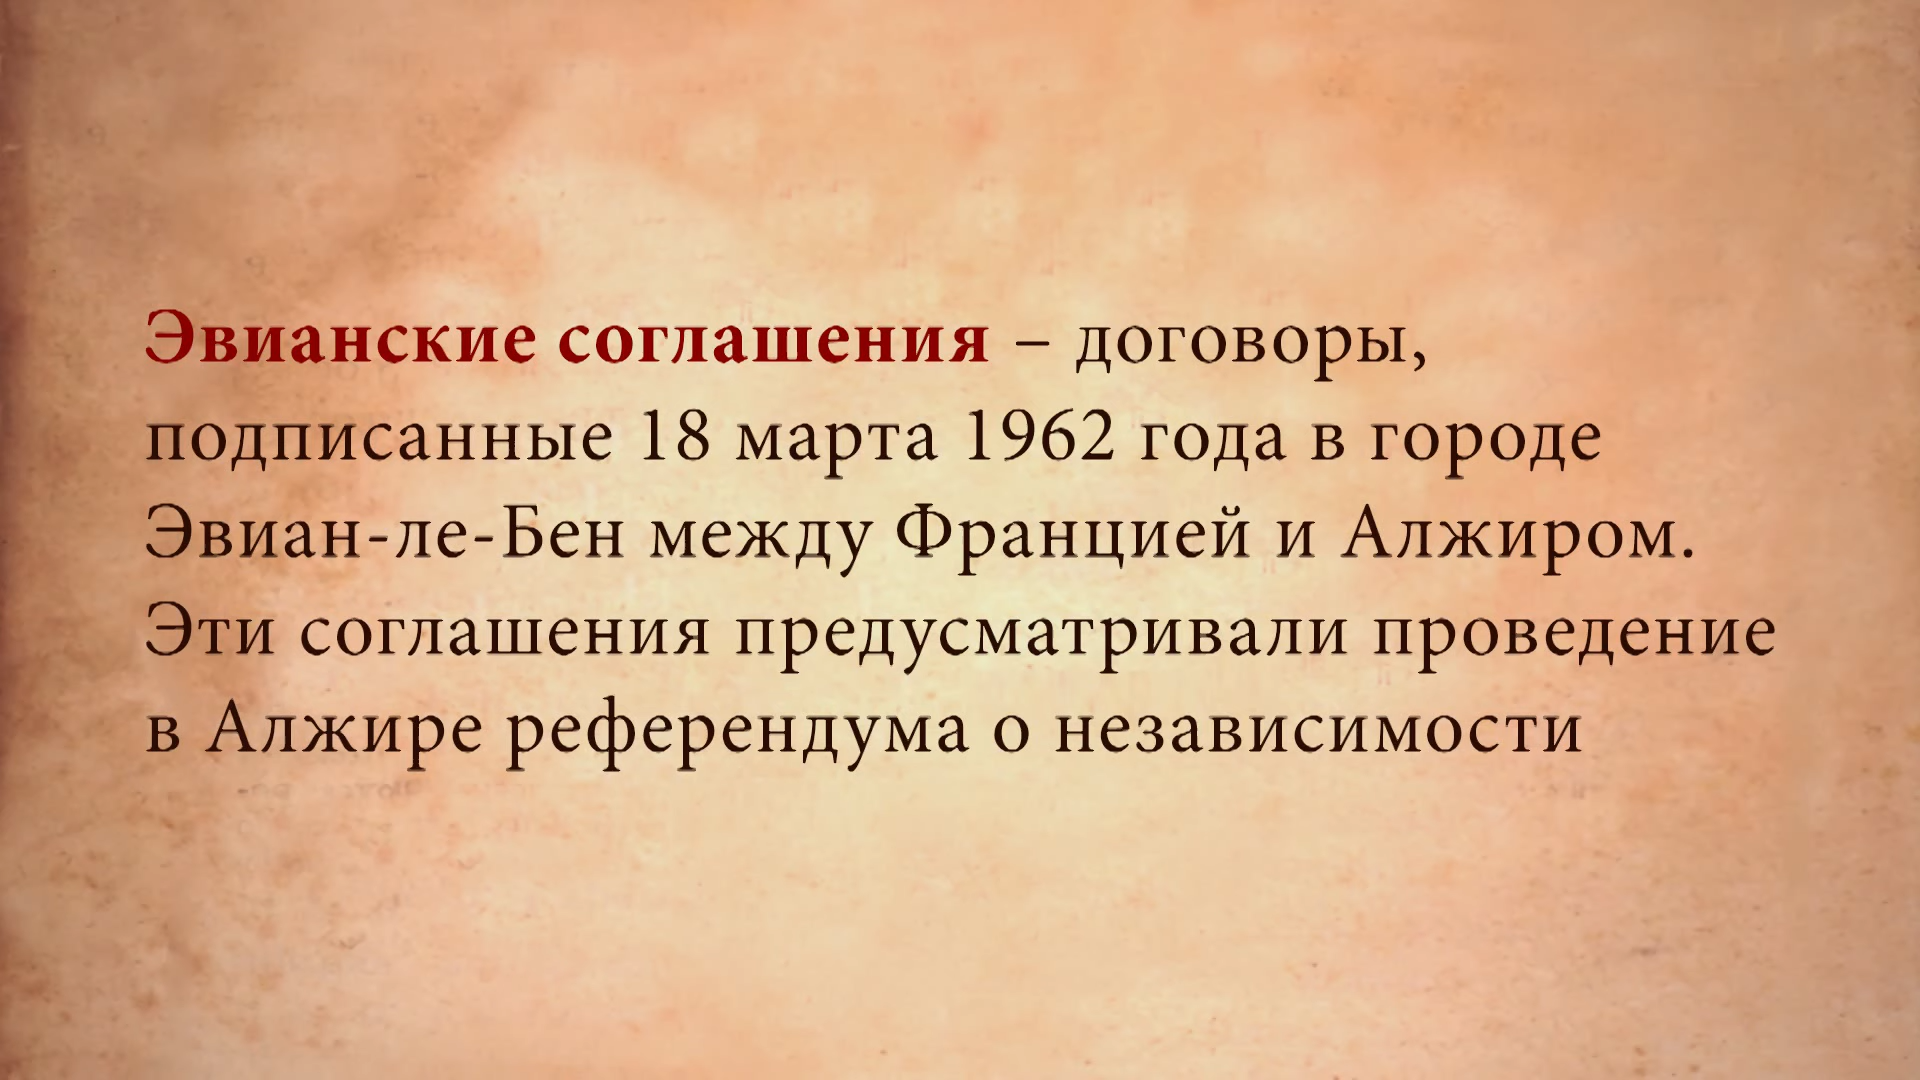 Эвианские соглашения – договоры,
подписанные 18 марта 1962 года в городе
Эвиан-ле-Бен между Францией и Алжиром.
Эти соглашения предусматривали проведение
в Алжире референдума о независимости